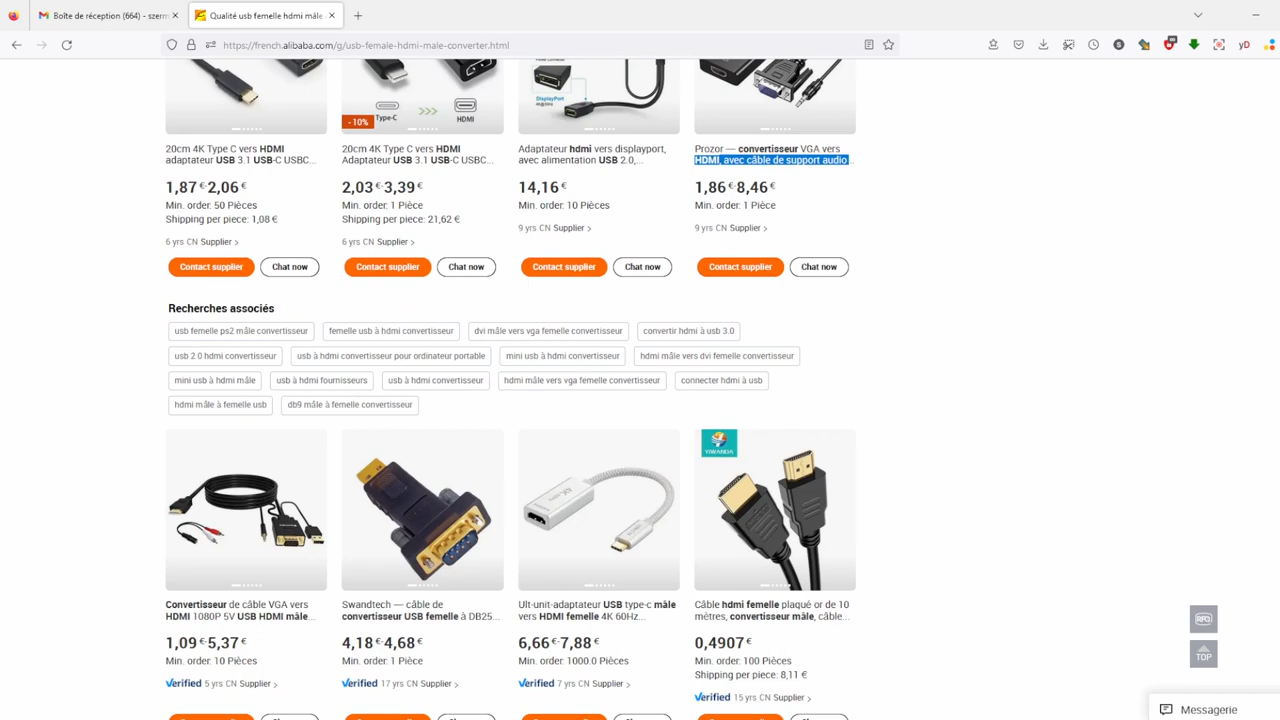 Boîte de réception (664) - szerm
Qualité usb femelle hdmi mâle
https://french.alibaba.com/g/usb-female-hdmi-male-converter.html
yD
DisplayPort
- 10%
Type-C
HDMI
20cm 4K Type C vers HDMI
adaptateur USB 3.1 USB-C USBC...
1,87€-2,06€
Min. order: 50 Pièces
Shipping per piece: 1,08 €
6 yrs CN Supplier >
Contact supplier
Chat now
20cm 4K Type C vers HDMI
Adaptateur USB 3.1 USB-C USBC...
2,03€-3,39€
Min. order: 1 Pièce
Shipping per piece: 21,62 €
6 yrs CN Supplier >
Contact supplier
Chat now
Adaptateur hdmi vers displayport,
avec alimentation USB 2.0,...
14,16€
Min. order: 10 Pièces
9 yrs CN Supplier >
Contact supplier
Chat now
Prozor — convertisseur VGA vers
HDMI, avec câble de support audio
1,86€-8,46€
Min. order: 1 Pièce
9 yrs CN Supplier >
Contact supplier
Chat now
Recherches associés
usb femelle ps2 mâle convertisseur
femelle usb à hdmi convertisseur
dvi mâle vers vga femelle convertisseur
convertir hdmi à usb 3.0
usb 2 0 hdmi convertisseur
usb à hdmi convertisseur pour ordinateur portable
mini usb à hdmi convertisseur
hdmi mâle vers dvi femelle convertisseur
mini usb à hdmi mâle
usb à hdmi fournisseurs
usb à hdmi convertisseur
hdmi mâle vers vga femelle convertisseur
connecter hdmi à usb
hdmi mâle à femelle usb
db9 mâle à femelle convertisseur
YIWANDA
Convertisseur de câble VGA vers
HDMI 1080P 5V USB HDMI mâle...
1,09€-5,37€
Min. order: 10 Pièces
Verified 5 yrs CN Supplier >
Swandtech — câble de
convertisseur USB femelle à DB25...
4,18€-4,68€
Min. order: 1 Pièce
Verified 17 yrs CN Supplier >
Ult-unit-adaptateur USB type-c mâle
vers HDMI femelle 4K 60Hz...
6,66€-7,88€
Min. order: 1000.0 Pièces
Verified 7 yrs CN Supplier >
Câble hdmi femelle plaqué or de 10
mètres, convertisseur mâle, câble...
0,4907€
Min. order: 100 Pièces
Shipping per piece: 8,11 €
Verified 15 yrs CN Supplier >
RFQ
TOP
Messagerie